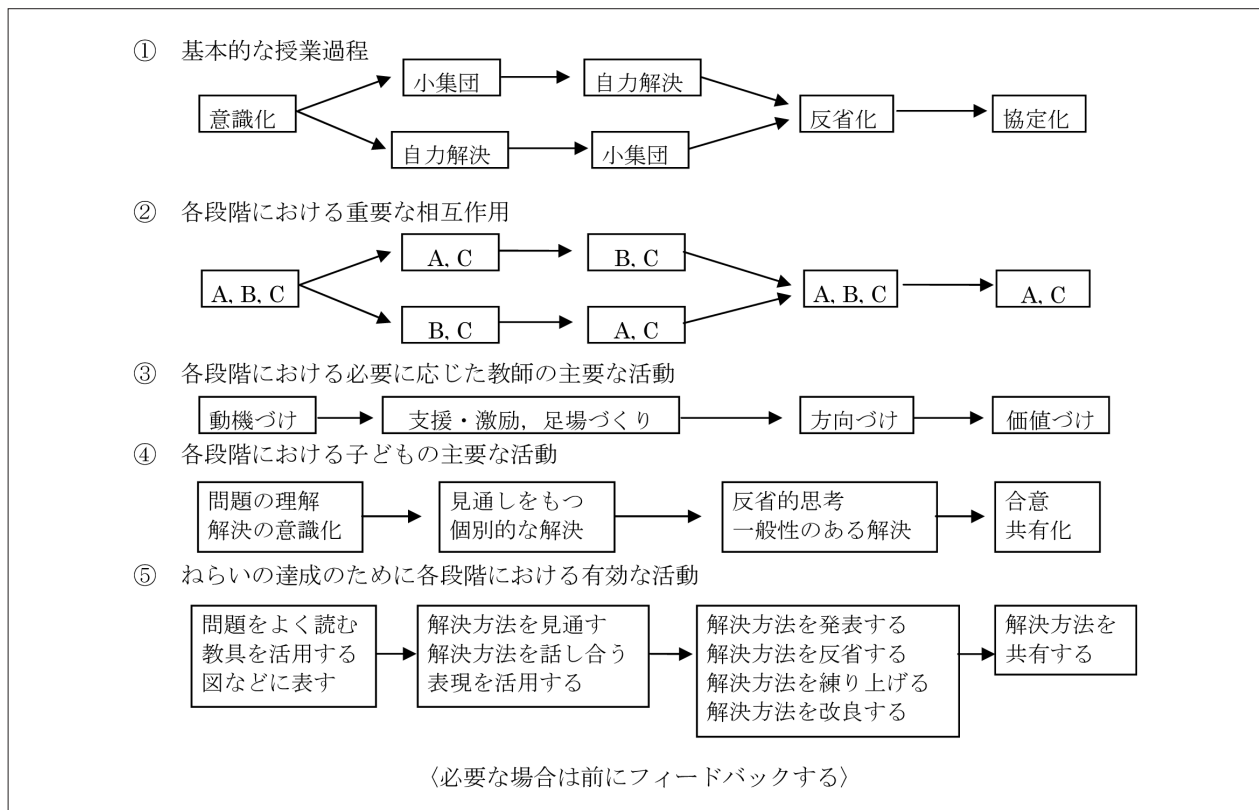 ① 基本的な授業過程
小集団
自力解決
意識化
反省化
協定化
自力解決
小集団
② 各段階における重要な相互作用
A, C
B, C
A, B, C
A, B, C
A, C
B, C
A, C
③ 各段階における必要に応じた教師の主要な活動
動機づけ
支援・激励，足場づくり
方向づけ
価値づけ
④ 各段階における子どもの主要な活動
問題の理解
解決の意識化
見通しをもつ
個別的な解決
反省的思考
一般性のある解決
合意
共有化
⑤ ねらいの達成のために各段階における有効な活動
問題をよく読む
教具を活用する
図などに表す
解決方法を見通す
解決方法を話し合う
表現を活用する
解決方法を発表する
解決方法を反省する
解決方法を練り上げる
解決方法を改良する
解決方法を
共有する
〈必要な場合は前にフィードバックする〉